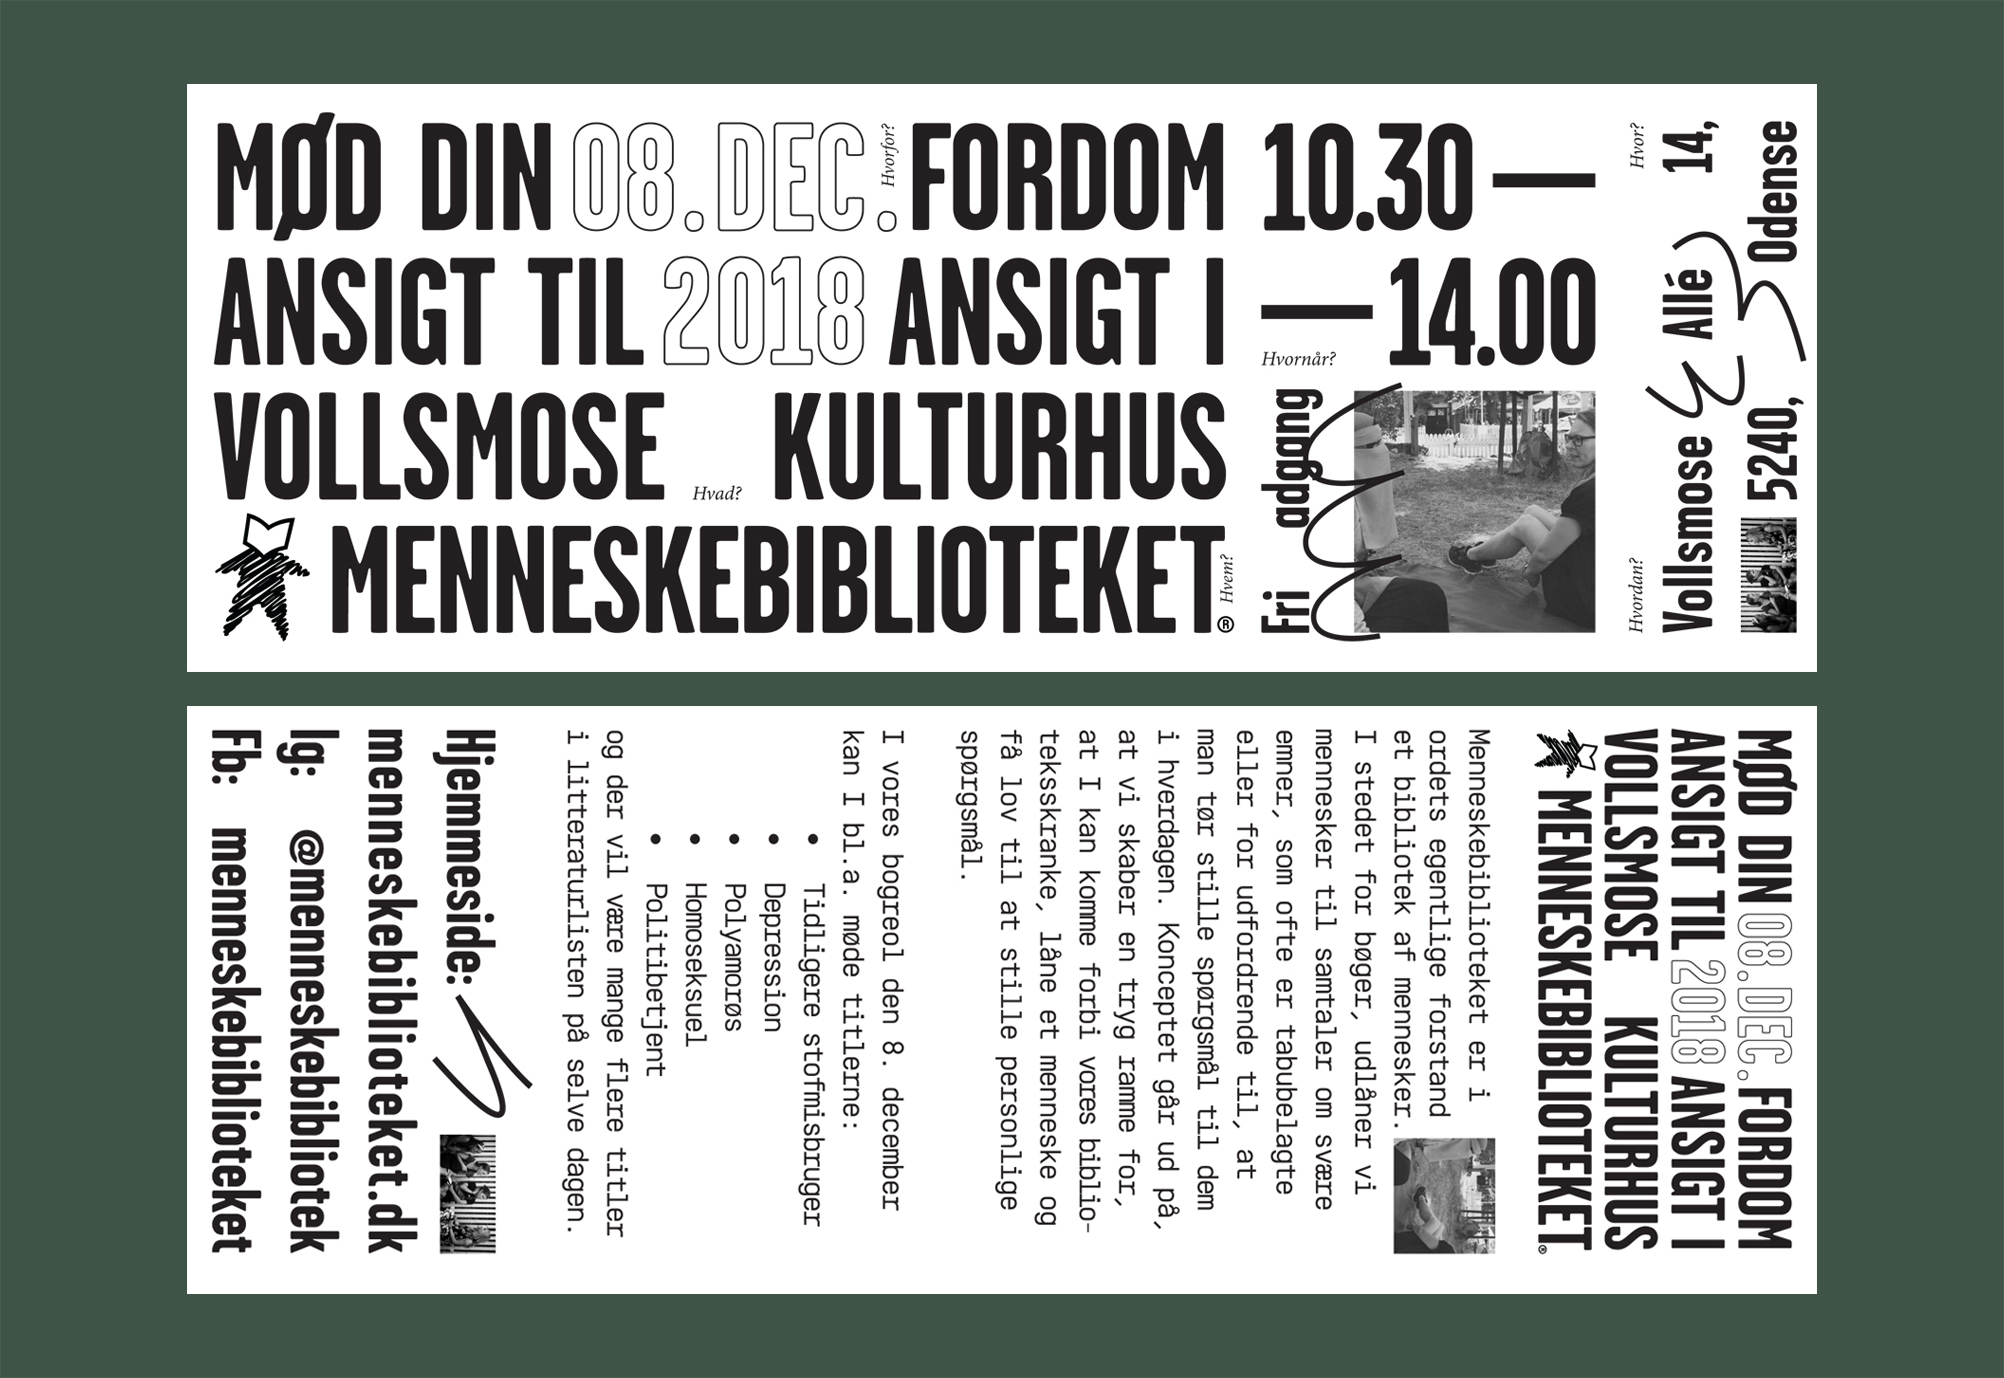 MØD DIN 08. DEC. Hvorfor? FORDOM
ANSIGT TIL 2018 ANSIGT I
VOLLSMOSE Hvad? KULTURHUS
MENNESKEBIBLIOTEKET® Hvem?
10.30 —
— 14.00
Hvornår?
Fri adgang
Hvordan? Hvor?
Vollsmose Allé 14,
5240, Odense
MØD DIN 08. DEC. FORDOM
ANSIGT TIL 2018 ANSIGT I
VOLLSMOSE KULTURHUS
MENNESKEBIBLIOTEKET®
Menneskebiblioteket er i
ordets egentlige forstand
et bibliotek af mennesker.
I stedet for bøger, udlåner vi
mennesker til samtaler om svære
emner, som ofte er tabubelagte
eller for udfordrende til, at
man tør stille spørgsmål til dem
i hverdagen. Konceptet går ud på,
at vi skaber en tryg ramme for,
at I kan komme forbi vores biblio-
teksskranke, låne et menneske og
få lov til at stille personlige
spørgsmål.
I vores bogreol den 8. december
kan I bl.a. møde titlerne:
• Tidligere stofmisbruger
• Depression
• Polyamorøs
• Homoseksuel
• Politibetjent
og der vil være mange flere titler
i litteraturlisten på selve dagen.
Hjemmeside:
menneskebiblioteket.dk
Ig: @menneskebibliotek
Fb: menneskebiblioteket